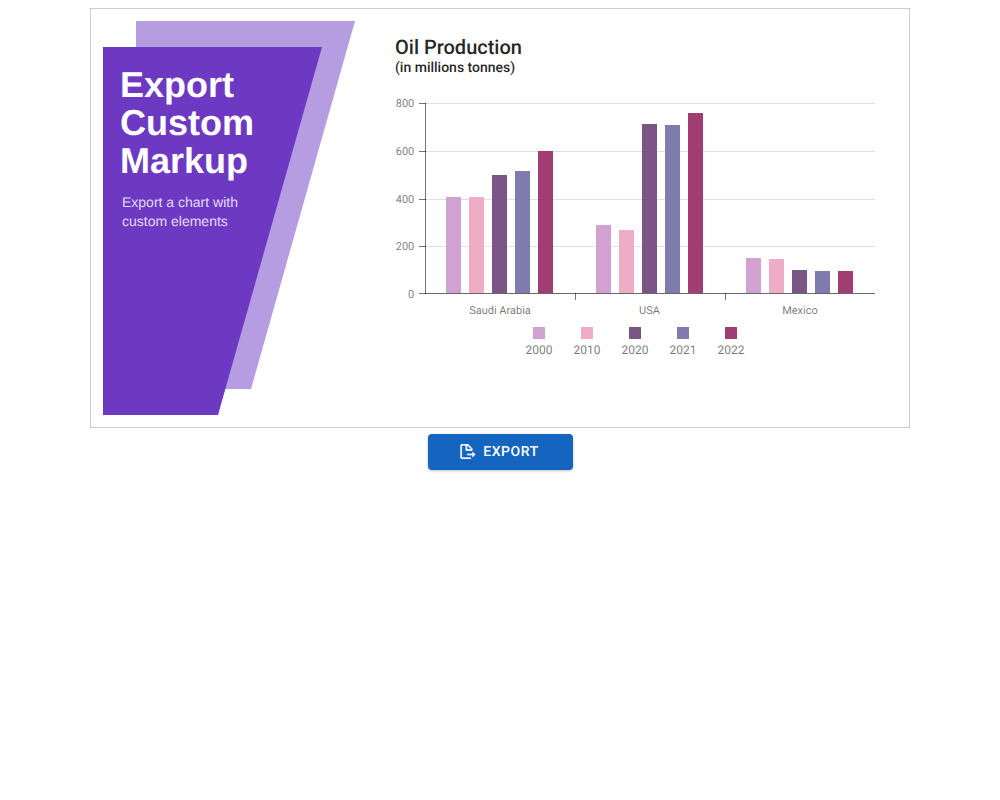 Export
Custom
Markup
Export a chart with
custom elements
Oil Production
(in millions tonnes)
800
600
400
200
0
Saudi Arabia USA Mexico
2000 2010 2020 2021 2022
EXPORT